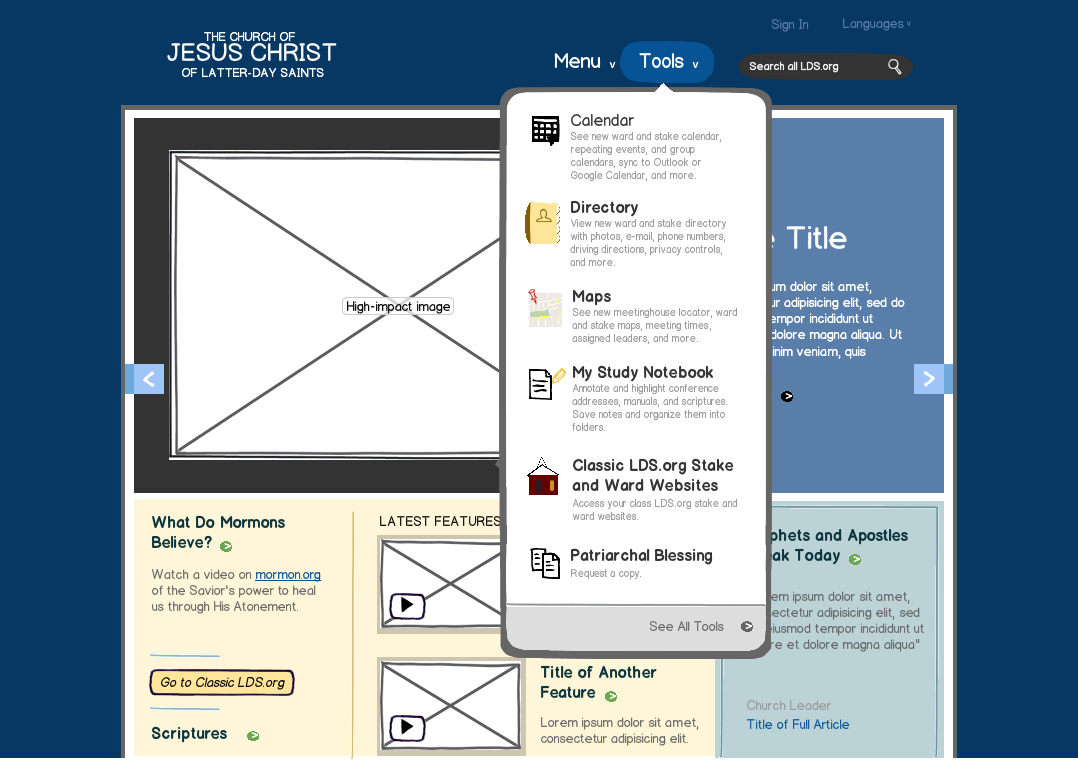 Sign In
Languages v
THE CHURCH OF
JESUS CHRIST
OF LATTER-DAY SAINTS
Menu v
Tools v
Search all LDS.org
Calendar
See new ward and stake calendar,
repeating events, and group
calendars, sync to Outlook or
Google Calendar, and more.
Directory
View new ward and stake directory
with photos, e-mail, phone numbers,
driving directions, privacy controls,
and more.
Maps
See new meetinghouse locator, ward
and stake maps, meeting times,
assigned leaders, and more.
My Study Notebook
Annotate and highlight conference
addresses, manuals, and scriptures.
Save notes and organize them into
folders.
Classic LDS.org Stake
and Ward Websites
Access your class LDS.org stake and
ward websites.
Patriarchal Blessing
Request a copy.
See All Tools
High-impact image
Title
dolor sit amet,
adipisicing elit, sed do
incididunt ut
dolore magna aliqua. Ut
veniam, quis
What Do Mormons
Believe?
Watch a video on mormon.org
of the Savior's power to heal
us through His Atonement.
Go to Classic LDS.org
Scriptures
LATEST FEATURES
Title of Another
Feature
Lorem ipsum dolor sit amet,
consectetur adipisicing elit.
and Apostles
Today
ipsum dolor sit amet,
adipisicing elit, sed
eiusmod tempor incididunt ut
et dolore magna aliqua"
Church Leader
Title of Full Article